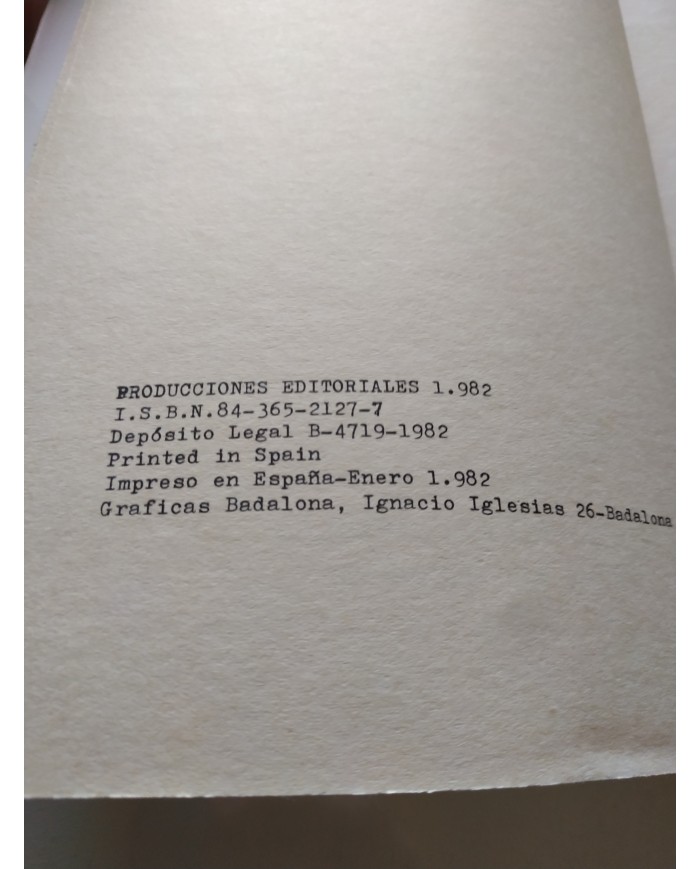 PRODUCCIONES EDITORIALES 1.982
I.S.B.N.84-365-2127-7
Depósito Legal B-4719-1982
Printed in Spain
Impreso en España-Enero 1.982
Graficas Badalona, Ignacio Iglesias 26-Badalona